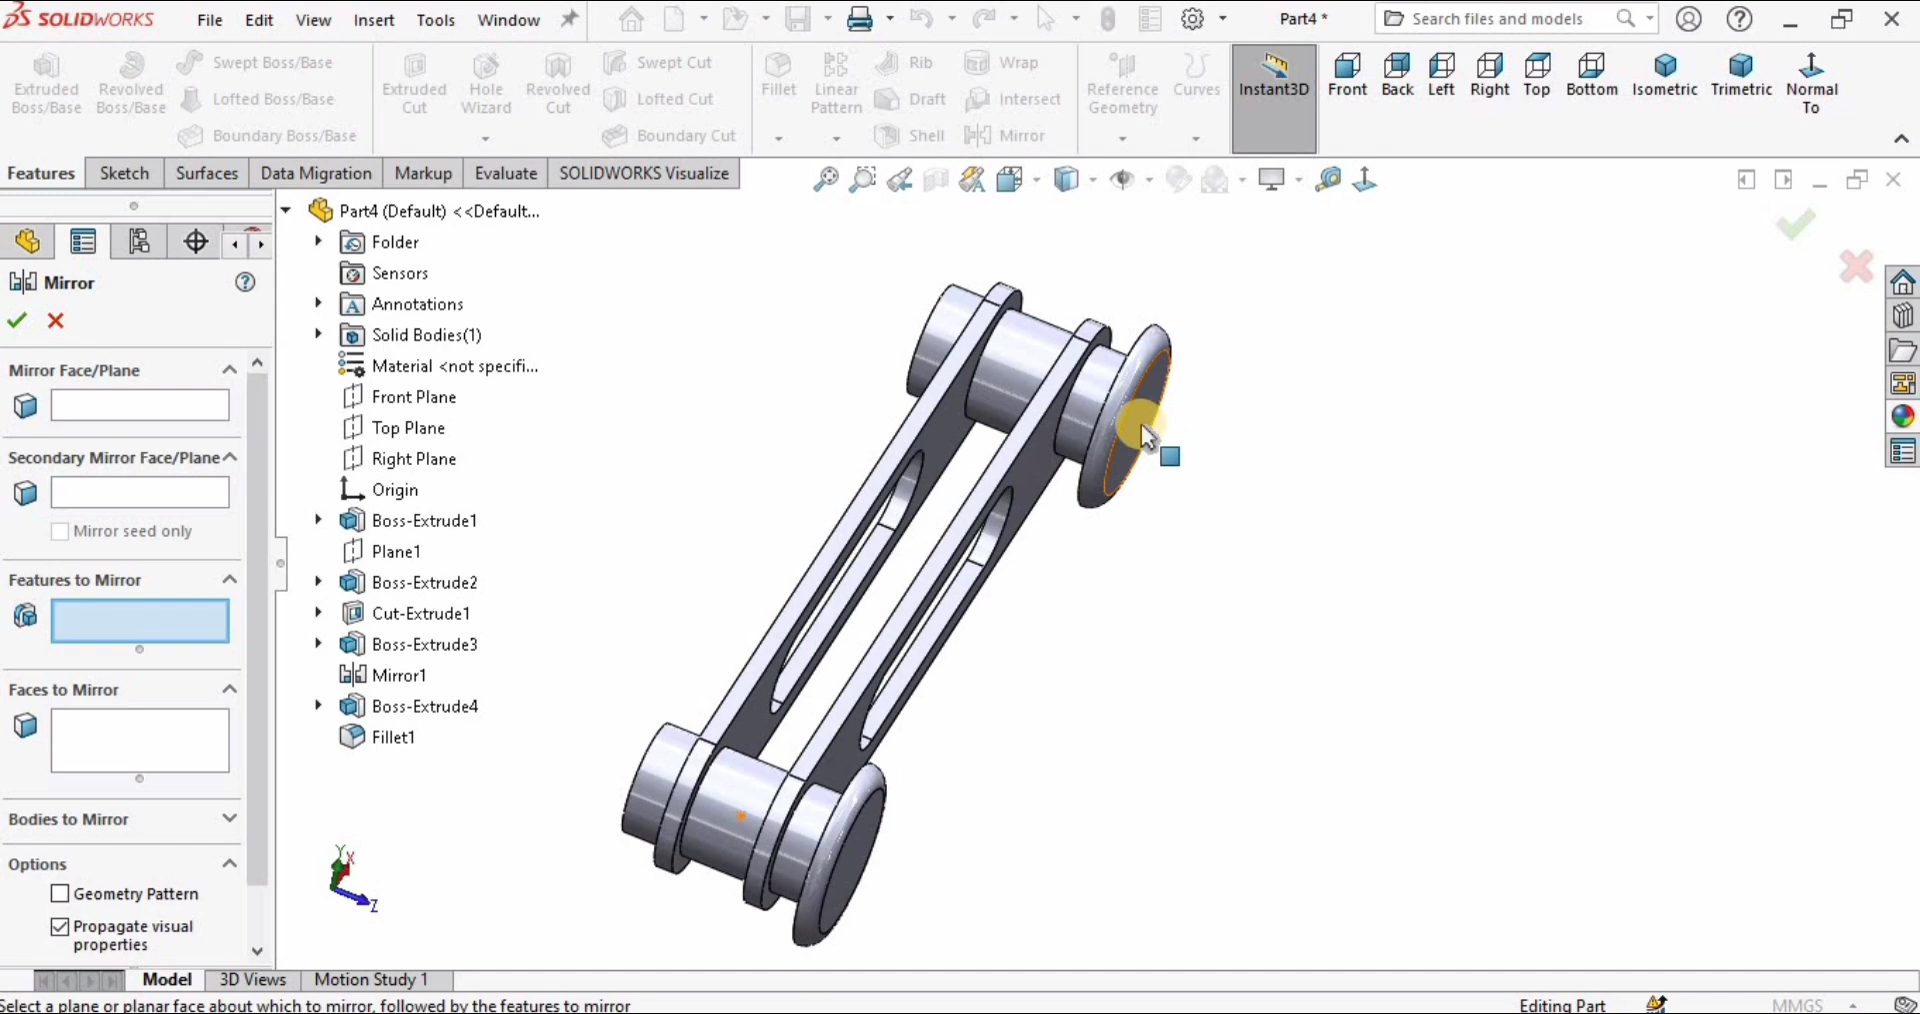 SOLIDWORKS File Edit View Insert Tools Window Part4 * Search files and models
Extruded Boss/Base
Revolved Boss/Base
Swept Boss/Base
Lofted Boss/Base
Boundary Boss/Base
Extruded Cut
Hole Wizard
Revolved Cut
Swept Cut
Lofted Cut
Boundary Cut
Fillet
Linear Pattern
Rib
Draft
Shell
Wrap
Intersect
Mirror
Reference Geometry
Curves
Instant3D
Front
Back
Left
Right
Top
Bottom
Isometric
Trimetric
Normal To
Features Sketch Surfaces Data Migration Markup Evaluate SOLIDWORKS Visualize
Mirror
Mirror Face/Plane
Secondary Mirror Face/Plane
Mirror seed only
Features to Mirror
Faces to Mirror
Bodies to Mirror
Options
Geometry Pattern
Propagate visual
properties
Part4 (Default) <<Default...
Folder
Sensors
Annotations
Solid Bodies(1)
Material <not specifi...
Front Plane
Top Plane
Right Plane
Origin
Boss-Extrude1
Plane1
Boss-Extrude2
Cut-Extrude1
Boss-Extrude3
Mirror1
Boss-Extrude4
Fillet1
Y
X
Z
Model 3D Views Motion Study 1
Select a plane or planar face about which to mirror, followed by the features to mirror Editing Part MMGS